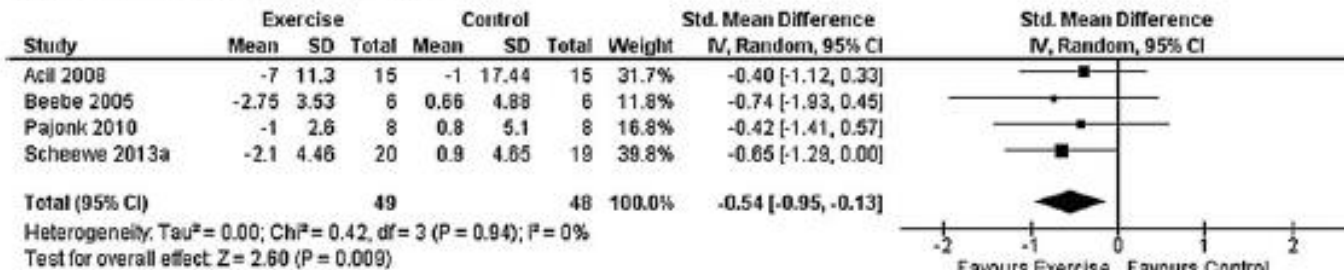 Exercise Control Std. Mean Difference Std. Mean Difference
Study Mean SD Total Mean SD Total Weight IV, Random, 95% CI IV, Random, 95% CI
Acil 2008 -7 11.3 15 -1 17.44 15 31.7% -0.40 [-1.12, 0.33]
Beebe 2005 -2.75 3.53 6 0.66 4.88 6 11.8% -0.74 [-1.93, 0.45]
Pajonk 2010 -1 2.6 8 0.8 5.1 8 16.8% -0.42 [-1.41, 0.57]
Scheewe 2013a -2.1 4.46 20 0.9 4.65 19 39.8% -0.65 [-1.29, 0.00]
Total (95% CI) 49 48 100.0% -0.54 [-0.95, -0.13]
Heterogeneity: Tau² = 0.00; Chi² = 0.42, df = 3 (P = 0.94); I² = 0%
Test for overall effect: Z = 2.60 (P = 0.009)
-2 -1 0 1 2
Favours Exercise Favours Control